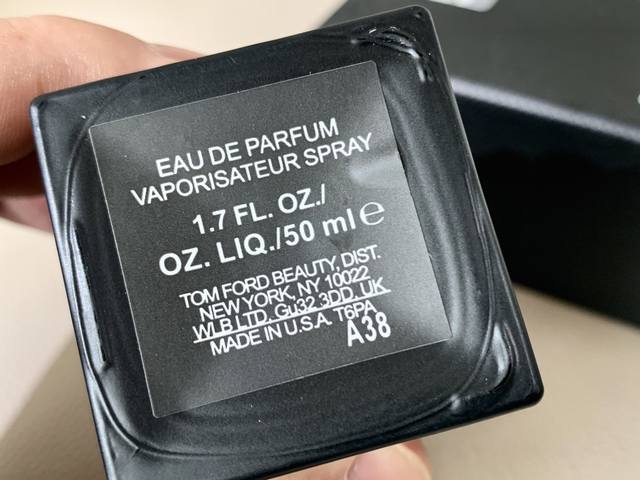 EAU DE PARFUM
VAPORISATEUR SPRAY
1.7 FL. OZ./
OZ. LIQ./50 ml e
TOM FORD BEAUTY, DIST.
NEW YORK, NY 10022
WLB LTD, Gu32 3DD, UK
MADE IN U.S.A. T6PA
A38